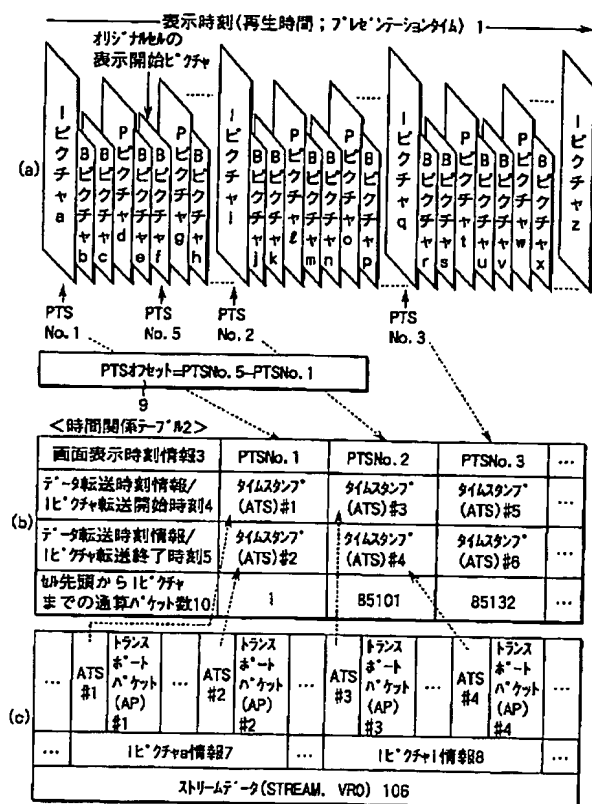 表示時刻(再生時間；プレゼンテーションタイム) 1
オリジナルセルの
表示開始ピクチャ
(a)
Iピクチャa
Bピクチャb
Bピクチャc
Pピクチャd
Bピクチャe
Bピクチャf
Pピクチャg
Bピクチャh
Iピクチャi
Bピクチャj
Bピクチャk
Pピクチャℓ
Bピクチャm
Bピクチャn
Pピクチャo
Bピクチャp
Iピクチャq
Bピクチャr
Bピクチャs
Pピクチャt
Bピクチャu
Bピクチャv
Pピクチャw
Bピクチャx
Iピクチャz
PTS No.1
PTS No.5
PTS No.2
PTS No.3
PTSオフセット=PTSNo.5−PTSNo.1
9
<時間関係テーブル2>
(b)
画面表示時刻情報3 PTSNo.1 PTSNo.2 PTSNo.3 …
データ転送時刻情報/ タイムスタンプ タイムスタンプ タイムスタンプ
Iピクチャ転送開始時刻4 (ATS)#1 (ATS)#3 (ATS)#5 …
データ転送時刻情報/ タイムスタンプ タイムスタンプ タイムスタンプ
Iピクチャ転送終了時刻5 (ATS)#2 (ATS)#4 (ATS)#6 …
セル先頭からIピクチャ
までの通算パケット数10 1 85101 85132 …
(c)
… ATS #1 トランスポートパケット(AP) #1 … ATS #2 トランスポートパケット(AP) #2 … ATS #3 トランスポートパケット(AP) #3 … ATS #4 トランスポートパケット(AP) #4 …
… Iピクチャa情報7 … Iピクチャi情報8 …
ストリームデータ(STREAM. VRO) 106